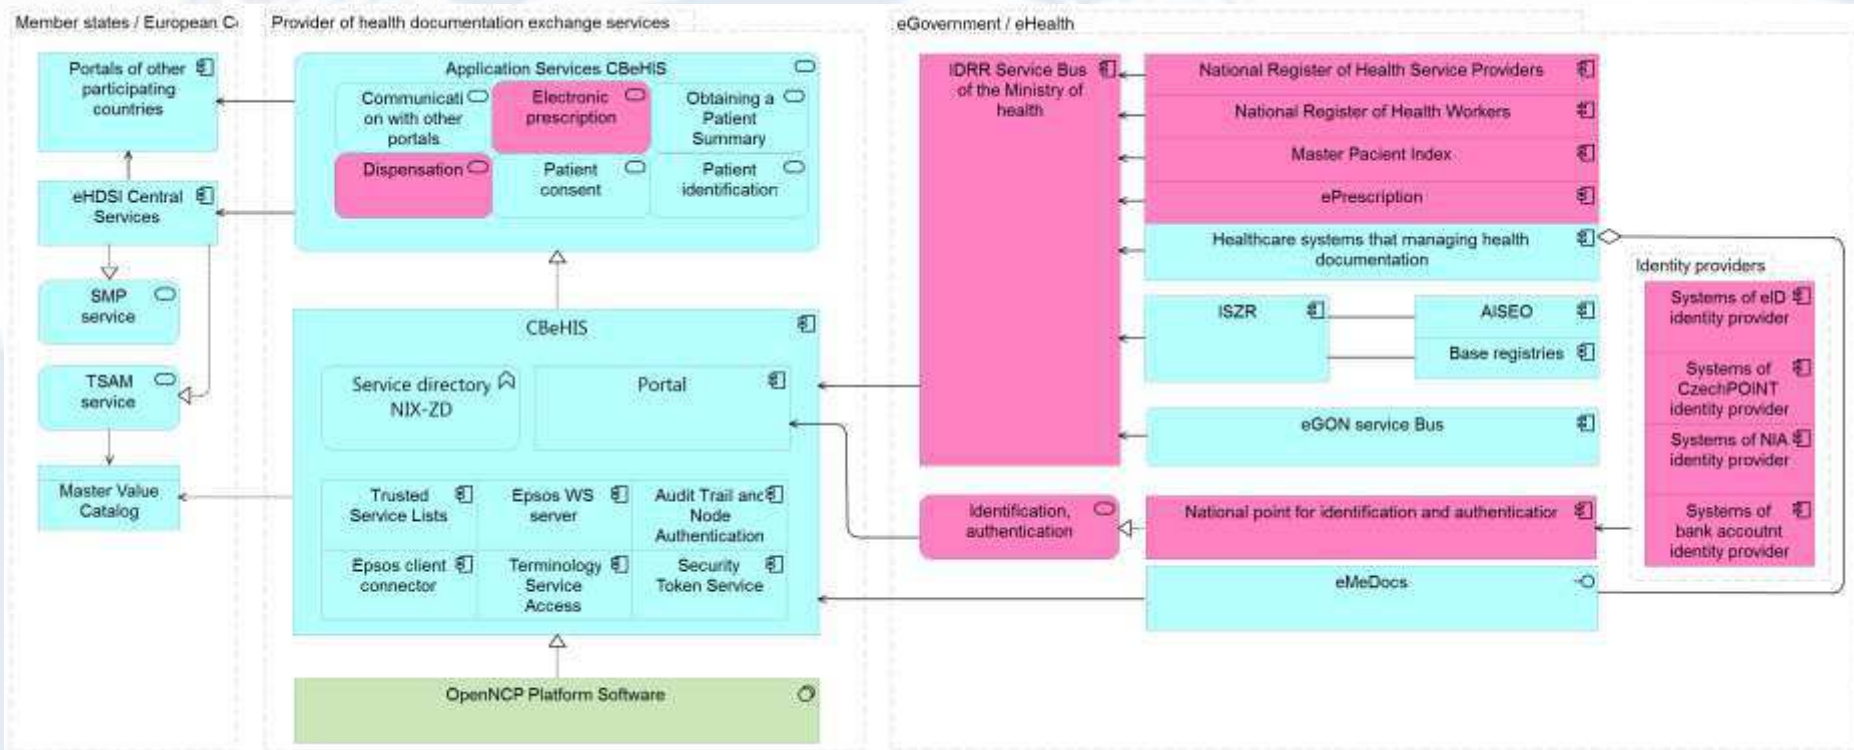 Member states / European C
Portals of other
participating
countries
eHDSI Central
Services
SMP
service
TSAM
service
Master Value
Catalog
Provider of health documentation exchange services
Application Services CBeHIS
Communicati
on with other
portals
Electronic
prescription
Obtaining a
Patient
Summary
Dispensation
Patient
consent
Patient
identification
CBeHIS
Service directory
NIX-ZD
Portal
Trusted
Service Lists
Epsos WS
server
Audit Trail and
Node
Authentication
Epsos client
connector
Terminology
Service
Access
Security
Token Service
OpenNCP Platform Software
eGovernment / eHealth
IDRR Service Bus
of the Ministry of
health
National Register of Health Service Providers
National Register of Health Workers
Master Pacient Index
ePrescription
Healthcare systems that managing health
documentation
ISZR
AISEO
Base registries
eGON service Bus
Identification,
authentication
National point for identification and authentication
eMeDocs
Identity providers
Systems of eID
identity provider
Systems of
CzechPOINT
identity provider
Systems of NIA
identity provider
Systems of
bank accoutnt
identity provider